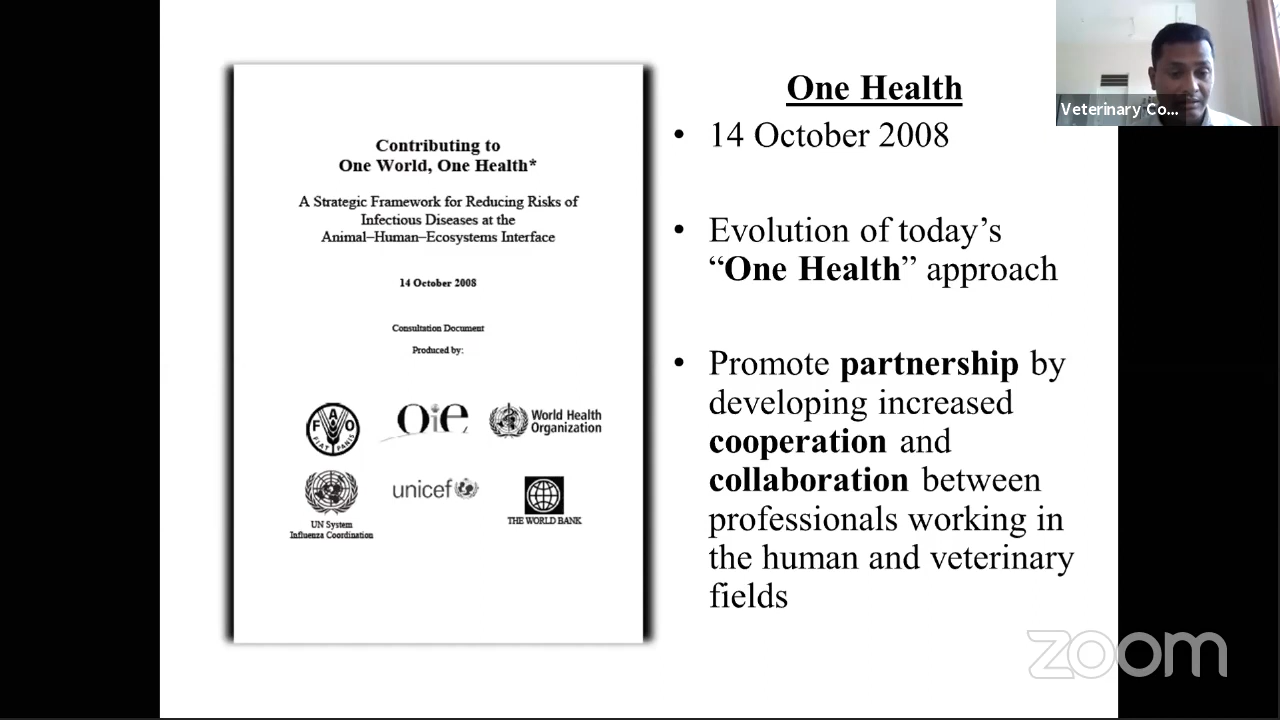 Contributing to
One World, One Health*
A Strategic Framework for Reducing Risks of
Infectious Diseases at the
Animal–Human–Ecosystems Interface
14 October 2008
Consultation Document
Produced by:
FAO
FIAT PANIS
oie
World Health
Organization
UN System
Influenza Coordination
unicef
THE WORLD BANK
One Health
• 14 October 2008
• Evolution of today’s
“One Health” approach
• Promote partnership by
developing increased
cooperation and
collaboration between
professionals working in
the human and veterinary
fields
Veterinary Co...
zoom